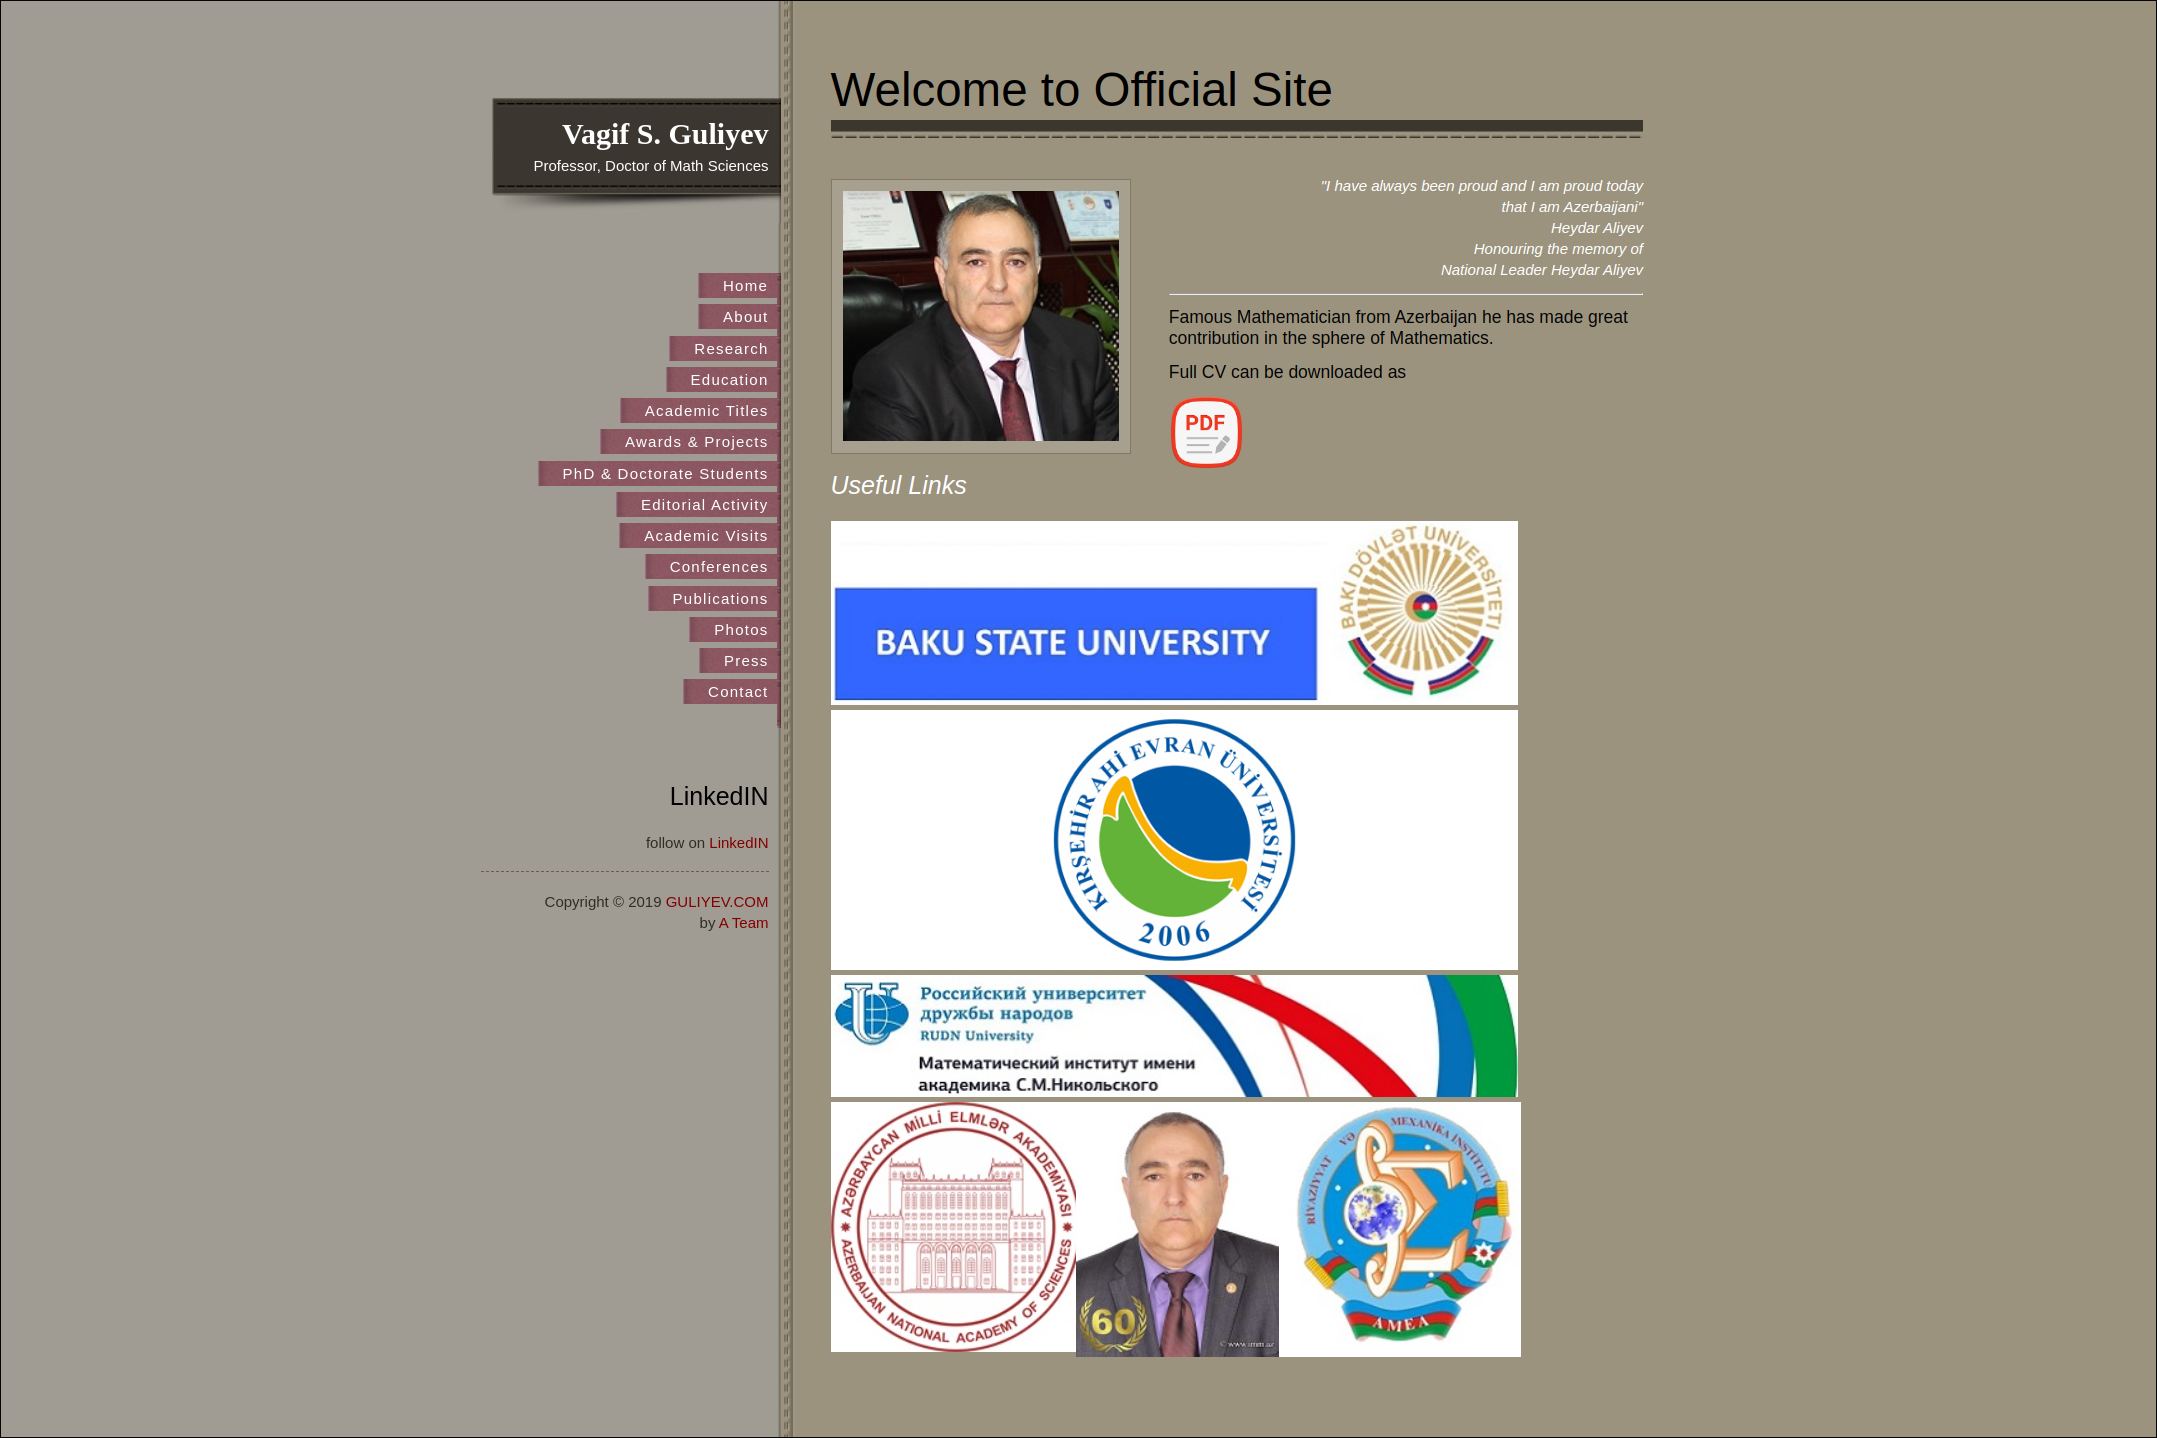 Vagif S. Guliyev
Professor, Doctor of Math Sciences
Home
About
Research
Education
Academic Titles
Awards & Projects
PhD & Doctorate Students
Editorial Activity
Academic Visits
Conferences
Publications
Photos
Press
Contact
LinkedIN
follow on LinkedIN
Copyright © 2019 GULIYEV.COM
by A Team
Welcome to Official Site
"I have always been proud and I am proud today
that I am Azerbaijani"
Heydar Aliyev
Honouring the memory of
National Leader Heydar Aliyev
Famous Mathematician from Azerbaijan he has made great
contribution in the sphere of Mathematics.
Full CV can be downloaded as
PDF
Useful Links
BAKU STATE UNIVERSITY
BAKI DÖVLƏT UNİVERSİTETİ
KIRŞEHİR AHİ EVRAN ÜNİVERSİTESİ
2006
Российский университет
дружбы народов
RUDN University
Математический институт имени
академика С.М.Никольского
AZƏRBAYCAN MİLLİ ELMLƏR AKADEMİYASI
AZERBAIJAN NATIONAL ACADEMY OF SCIENCES
60
RİYAZİYYAT VƏ MEXANİKA İNSTİTUTU
AMEA